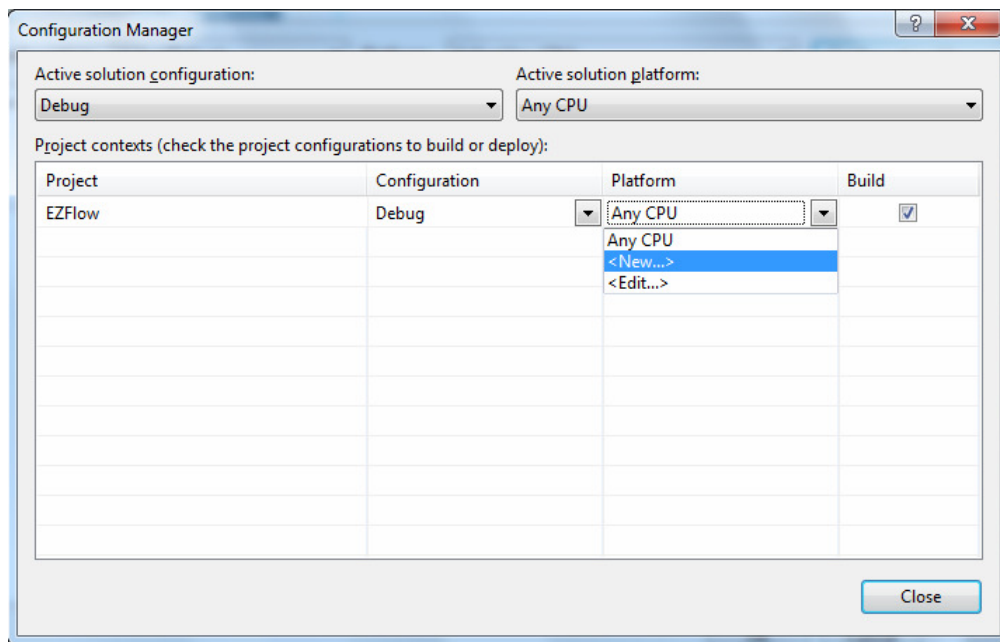 Configuration Manager
Active solution configuration: Active solution platform:
Debug Any CPU
Project contexts (check the project configurations to build or deploy):
Project Configuration Platform Build
EZFlow Debug Any CPU
Any CPU
<New...>
<Edit...>
Close